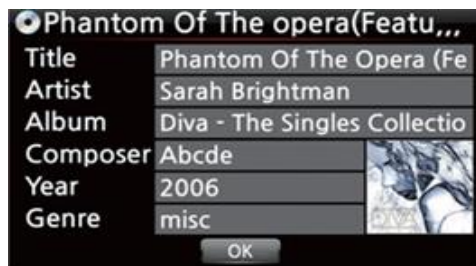 Phantom Of The opera(Featu,,,
Title Phantom Of The Opera (Fe
Artist Sarah Brightman
Album Diva - The Singles Collectio
Composer Abcde
Year 2006
Genre misc
DIVA
OK